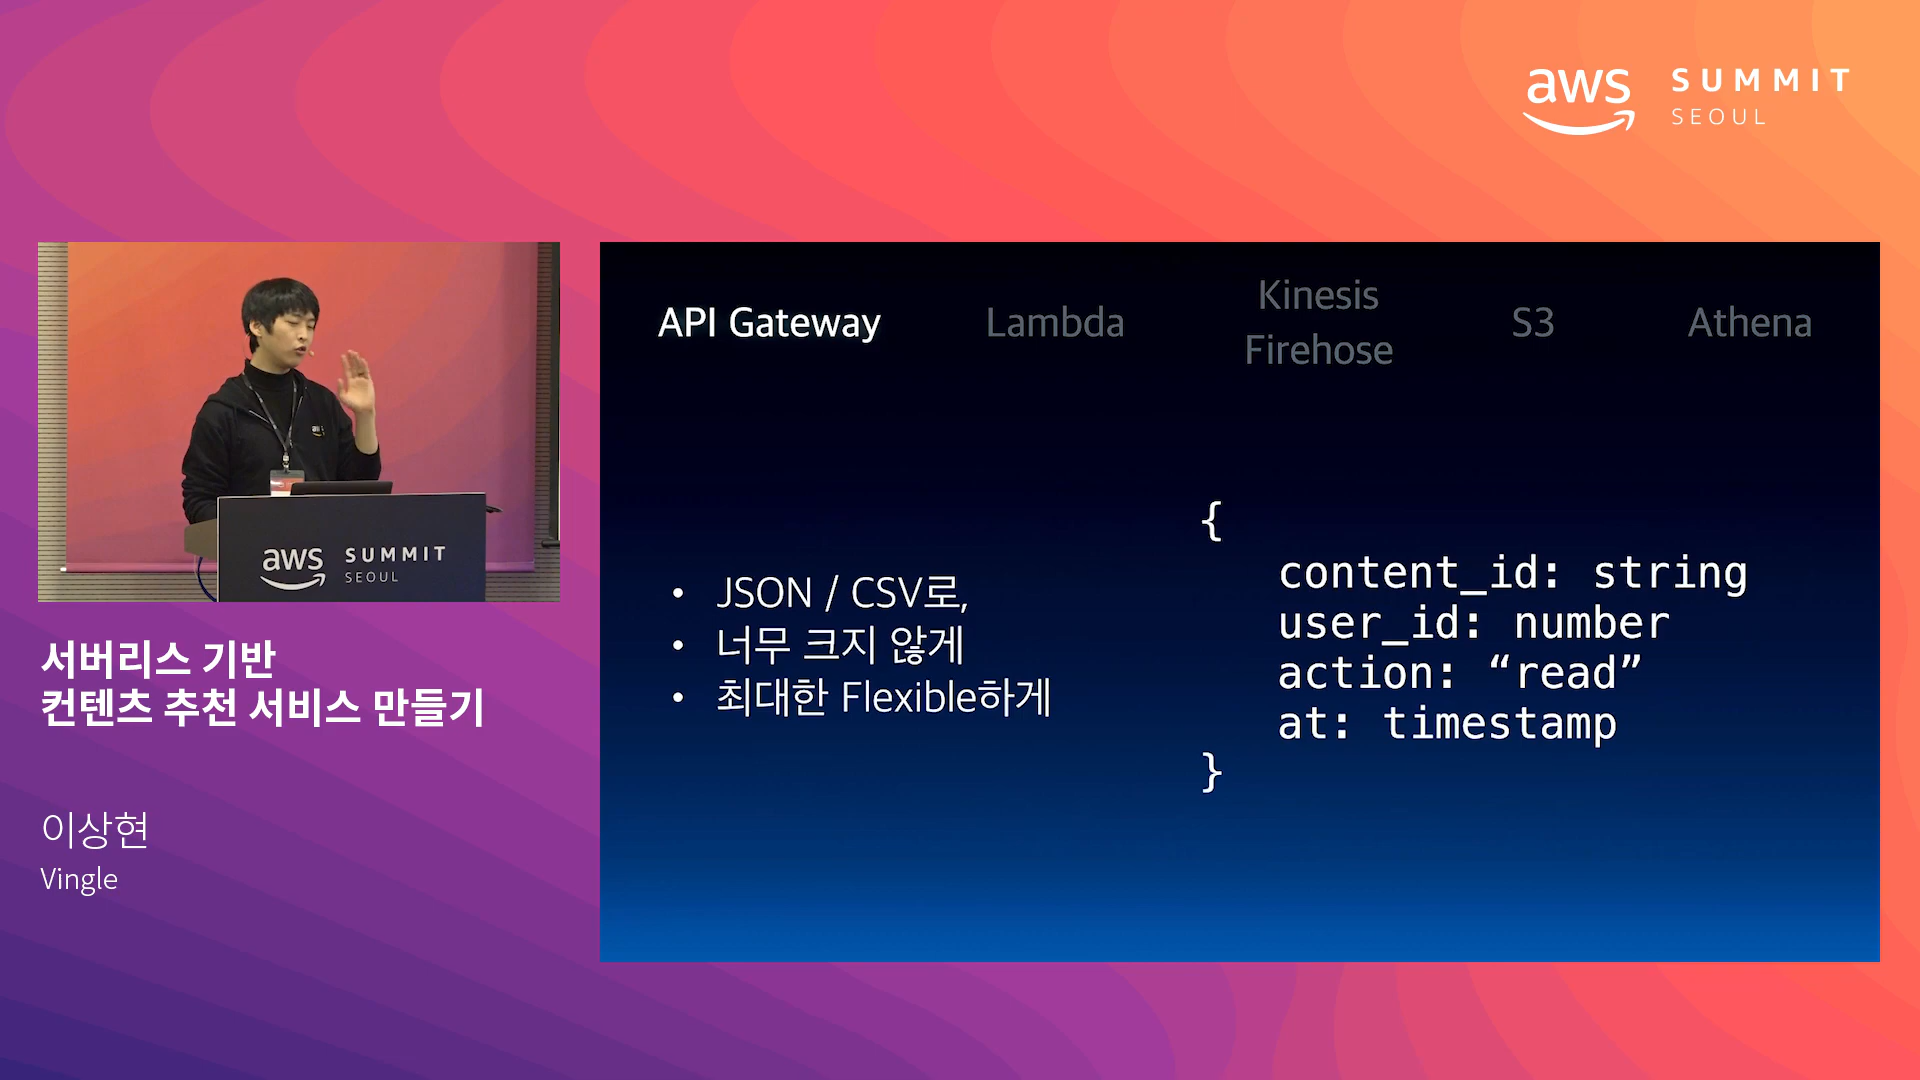 aws SUMMIT
SEOUL
API Gateway
Lambda
Kinesis
Firehose
S3
Athena
• JSON / CSV로,
• 너무 크지 않게
• 최대한 Flexible하게
{
content_id: string
user_id: number
action: “read”
at: timestamp
}
aws SUMMIT
SEOUL
서버리스 기반
컨텐츠 추천 서비스 만들기
이상현
Vingle